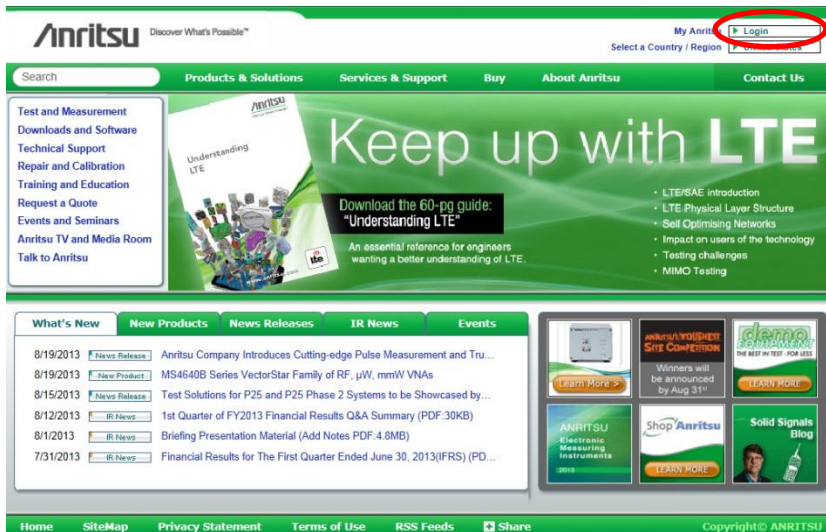 Anritsu Discover What's Possible™
My Anritsu Login
Select a Country / Region United States
Search Products & Solutions Services & Support Buy About Anritsu Contact Us
Test and Measurement
Downloads and Software
Technical Support
Repair and Calibration
Training and Education
Request a Quote
Events and Seminars
Anritsu TV and Media Room
Talk to Anritsu
Anritsu
Understanding
LTE
lte
Keep up with LTE
Download the 60-pg guide:
"Understanding LTE"
An essential reference for engineers
wanting a better understanding of LTE.
• LTE/SAE introduction
• LTE Physical Layer Structure
• Self Optimising Networks
• Impact on users of the technology
• Testing challenges
• MIMO Testing
What's New New Products News Releases IR News Events
8/19/2013 News Release Anritsu Company Introduces Cutting-edge Pulse Measurement and Tru...
8/19/2013 New Product MS4640B Series VectorStar Family of RF, µW, mmW VNAs
8/15/2013 News Release Test Solutions for P25 and P25 Phase 2 Systems to be Showcased by...
8/12/2013 IR News 1st Quarter of FY2013 Financial Results Q&A Summary (PDF:30KB)
8/1/2013 IR News Briefing Presentation Material (Add Notes PDF:4.8MB)
7/31/2013 IR News Financial Results for The First Quarter Ended June 30, 2013(IFRS) (PD...
Learn More >
ANRITSU'S TOUGHEST
SITE COMPETITION
Winners will
be announced
by Aug 31st
demo
EQUIPMENT
THE BEST IN TEST - FOR LESS
LEARN MORE
ANRITSU
Electronic
Measuring
Instruments
2013
Shop Anritsu
LEARN MORE
Solid Signals
Blog
Home SiteMap Privacy Statement Terms of Use RSS Feeds Share Copyright© ANRITSU